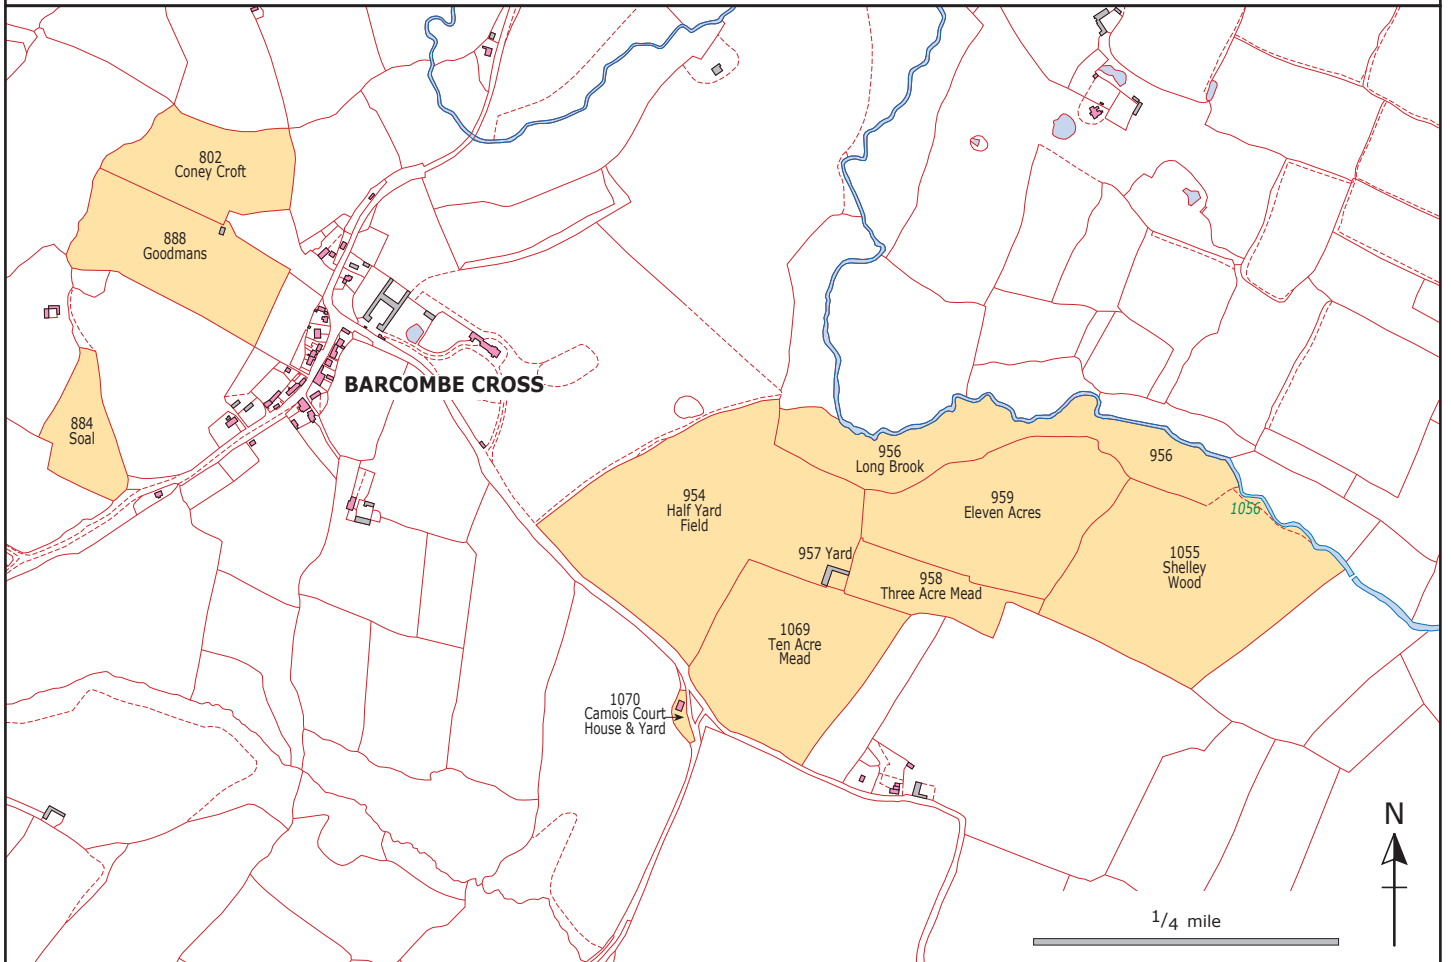 802
Coney Croft
888
Goodmans
BARCOMBE CROSS
884
Soal
956
Long Brook
956
954
Half Yard
Field
959
Eleven Acres
1056
957 Yard
1055
Shelley
Wood
958
Three Acre Mead
1069
Ten Acre
Mead
1070
Camois Court
House & Yard
N
1/4 mile